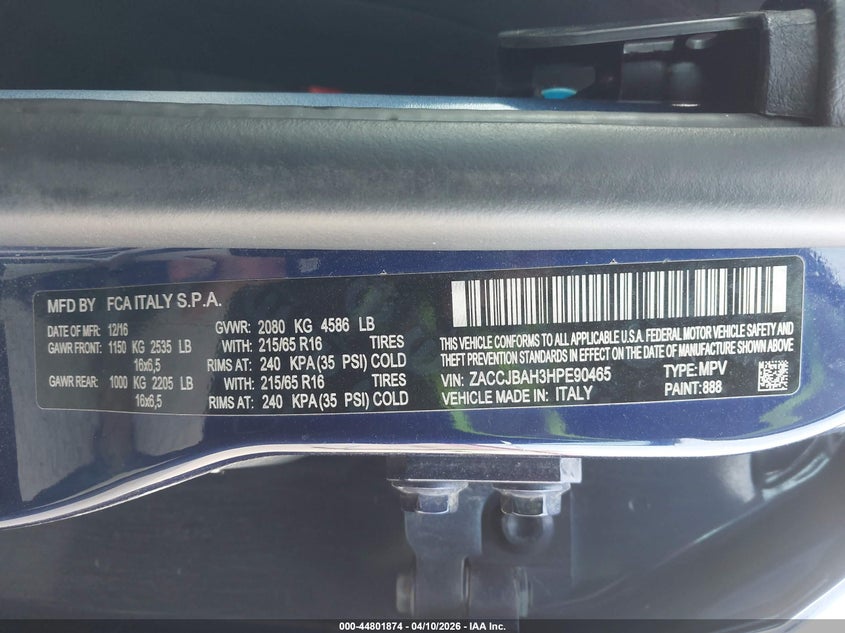 MFD BY FCA ITALY S.P.A.
DATE OF MFR: 12/16 GVWR: 2080 KG 4586 LB
GAWR FRONT: 1150 KG 2535 LB WITH: 215/65 R16 TIRES
16x6,5 RIMS AT: 240 KPA (35 PSI) COLD
GAWR REAR: 1000 KG 2205 LB WITH: 215/65 R16 TIRES
16x6,5 RIMS AT: 240 KPA (35 PSI) COLD
THIS VEHICLE CONFORMS TO ALL APPLICABLE U.S.A. FEDERAL MOTOR VEHICLE SAFETY AND
THEFT PREVENTION STANDARDS IN EFFECT ON THE DATE OF MANUFACTURE SHOWN ABOVE
VIN: ZACCJBAH3HPE90465 TYPE: MPV
VEHICLE MADE IN: ITALY PAINT: 888
000-44801874 - 04/10/2026 - IAA Inc.